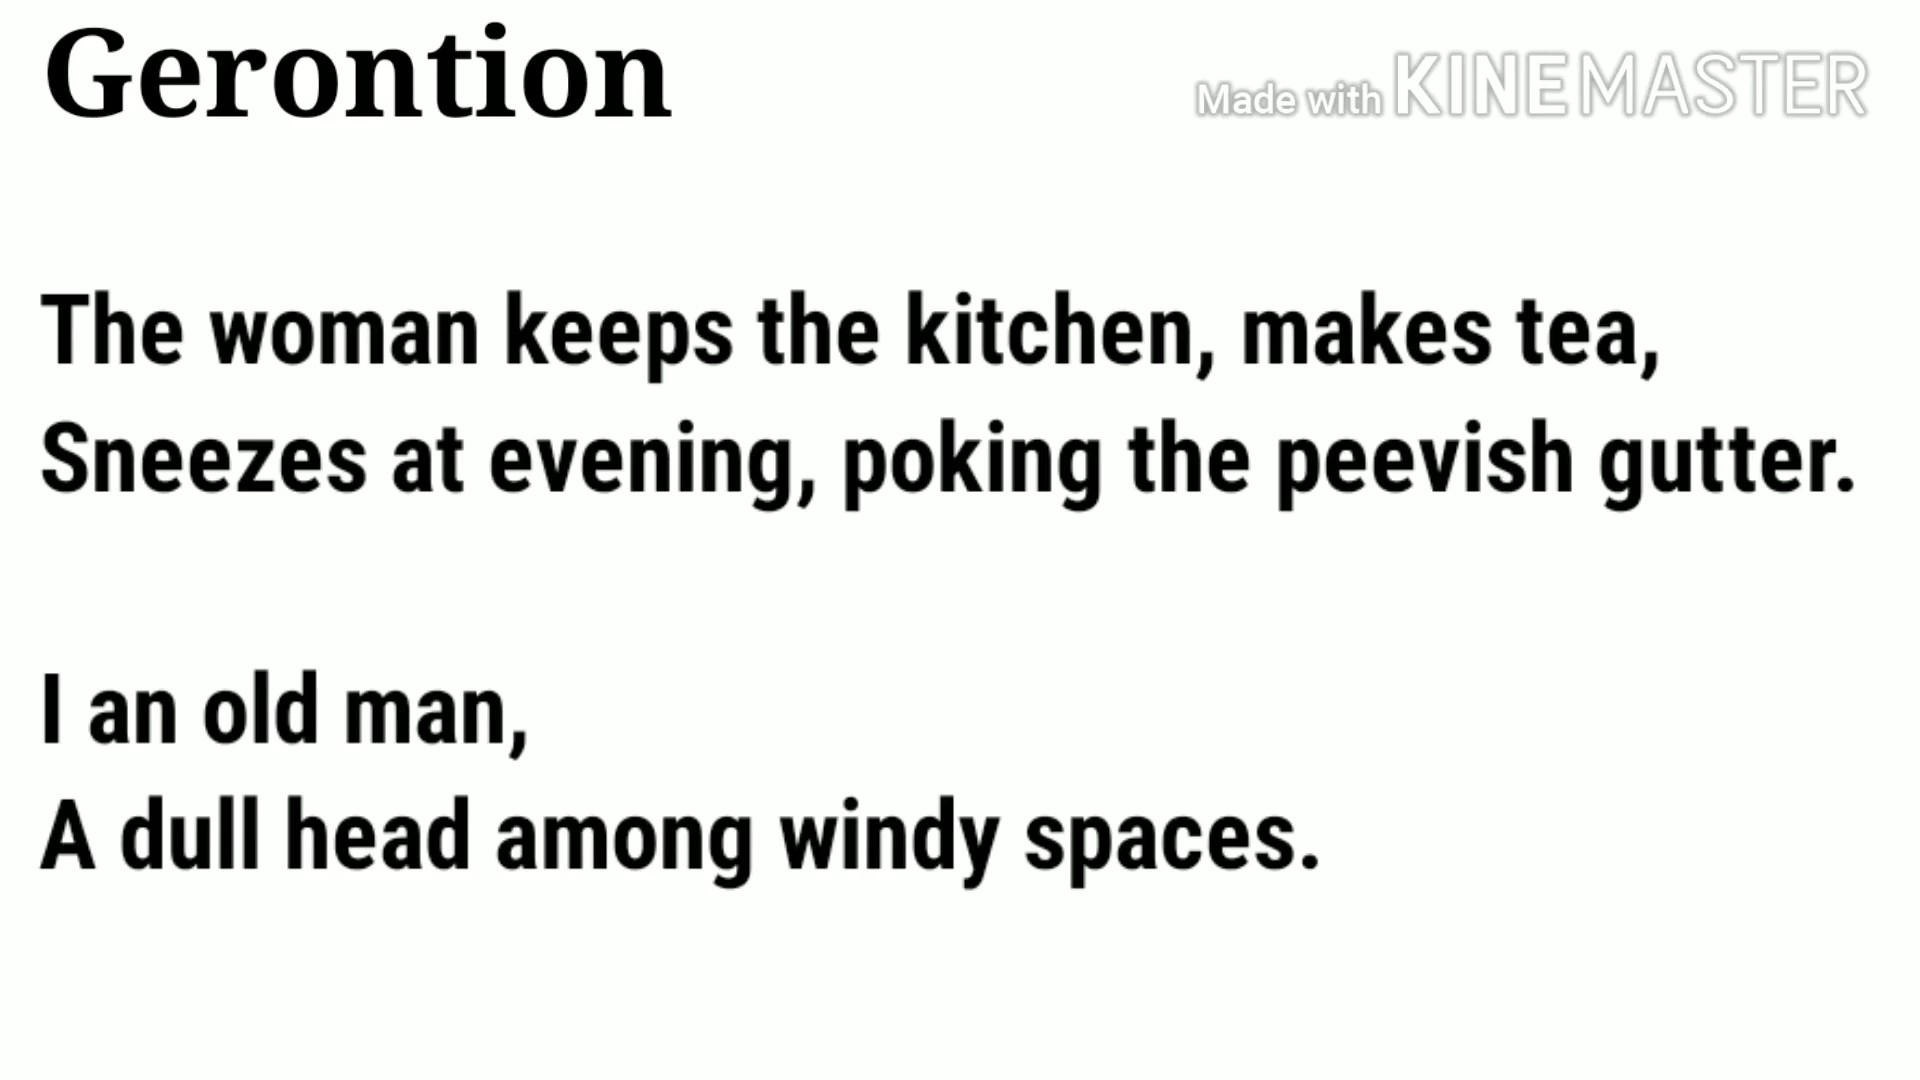 Gerontion
Made with KINEMASTER
The woman keeps the kitchen, makes tea,
Sneezes at evening, poking the peevish gutter.
I an old man,
A dull head among windy spaces.